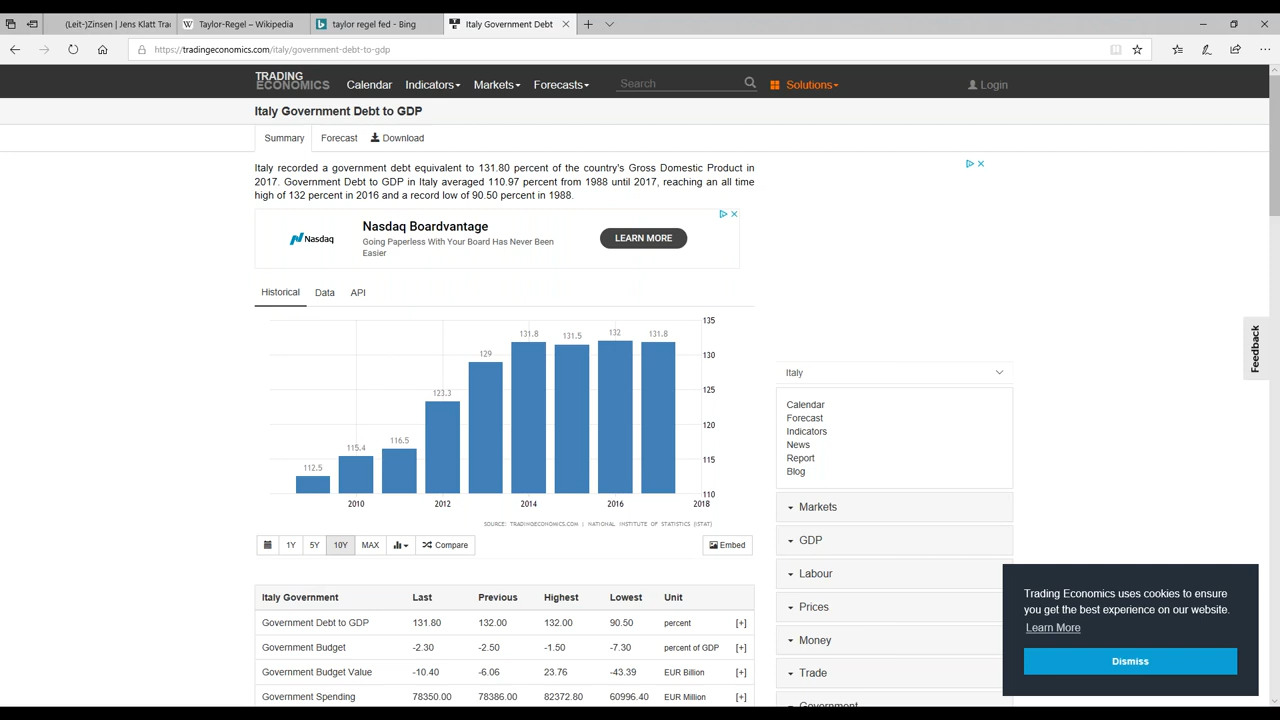 (Leit-)Zinsen | Jens Klatt Tra
Taylor-Regel – Wikipedia
taylor regel fed - Bing
Italy Government Debt
https://tradingeconomics.com/italy/government-debt-to-gdp
TRADING
ECONOMICS
Calendar
Indicators
Markets
Forecasts
Search
Solutions
Login
Italy Government Debt to GDP
Summary
Forecast
Download
Italy recorded a government debt equivalent to 131.80 percent of the country's Gross Domestic Product in
2017. Government Debt to GDP in Italy averaged 110.97 percent from 1988 until 2017, reaching an all time
high of 132 percent in 2016 and a record low of 90.50 percent in 1988.
Nasdaq
Nasdaq Boardvantage
Going Paperless With Your Board Has Never Been
Easier
LEARN MORE
Historical
Data
API
112.5
115.4
116.5
123.3
129
131.8
131.5
132
131.8
135
130
125
120
115
110
2010
2012
2014
2016
2018
SOURCE: TRADINGECONOMICS.COM | NATIONAL INSTITUTE OF STATISTICS (ISTAT)
1Y
5Y
10Y
MAX
Compare
Embed
Italy Government Last Previous Highest Lowest Unit
Government Debt to GDP 131.80 132.00 132.00 90.50 percent [+]
Government Budget -2.30 -2.50 -1.50 -7.30 percent of GDP [+]
Government Budget Value -10.40 -6.06 23.76 -43.39 EUR Billion [+]
Government Spending 78350.00 78386.00 82372.80 60996.40 EUR Million [+]
Italy
Calendar
Forecast
Indicators
News
Report
Blog
Markets
GDP
Labour
Prices
Money
Trade
Government
Feedback
Trading Economics uses cookies to ensure
you get the best experience on our website.
Learn More
Dismiss